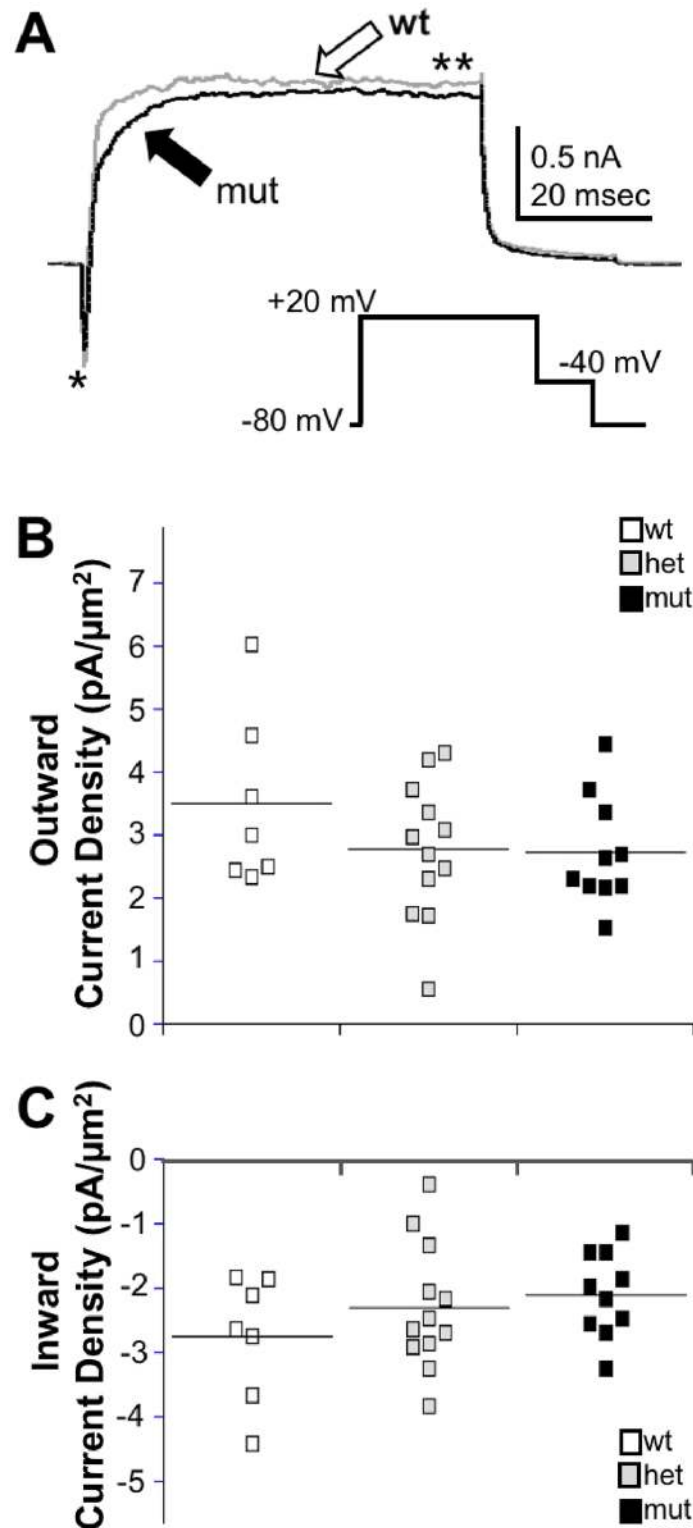 A
wt
**
0.5 nA
20 msec
mut
*
+20 mV
-40 mV
-80 mV
B
wt
het
mut
Outward
Current Density (pA/µm²)
7
6
5
4
3
2
1
0
C
Inward
Current Density (pA/µm²)
0
-1
-2
-3
-4
-5
wt
het
mut